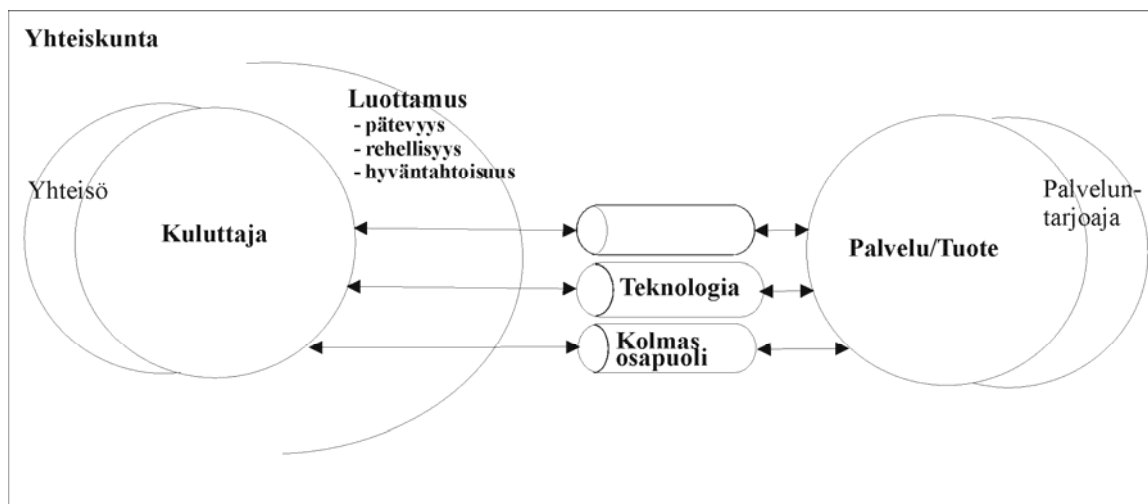 Yhteiskunta
Luottamus
- pätevyys
- rehellisyys
- hyväntahtoisuus
Yhteisö
Kuluttaja
Teknologia
Kolmas
osapuoli
Palvelu/Tuote
Palvelun-
tarjoaja